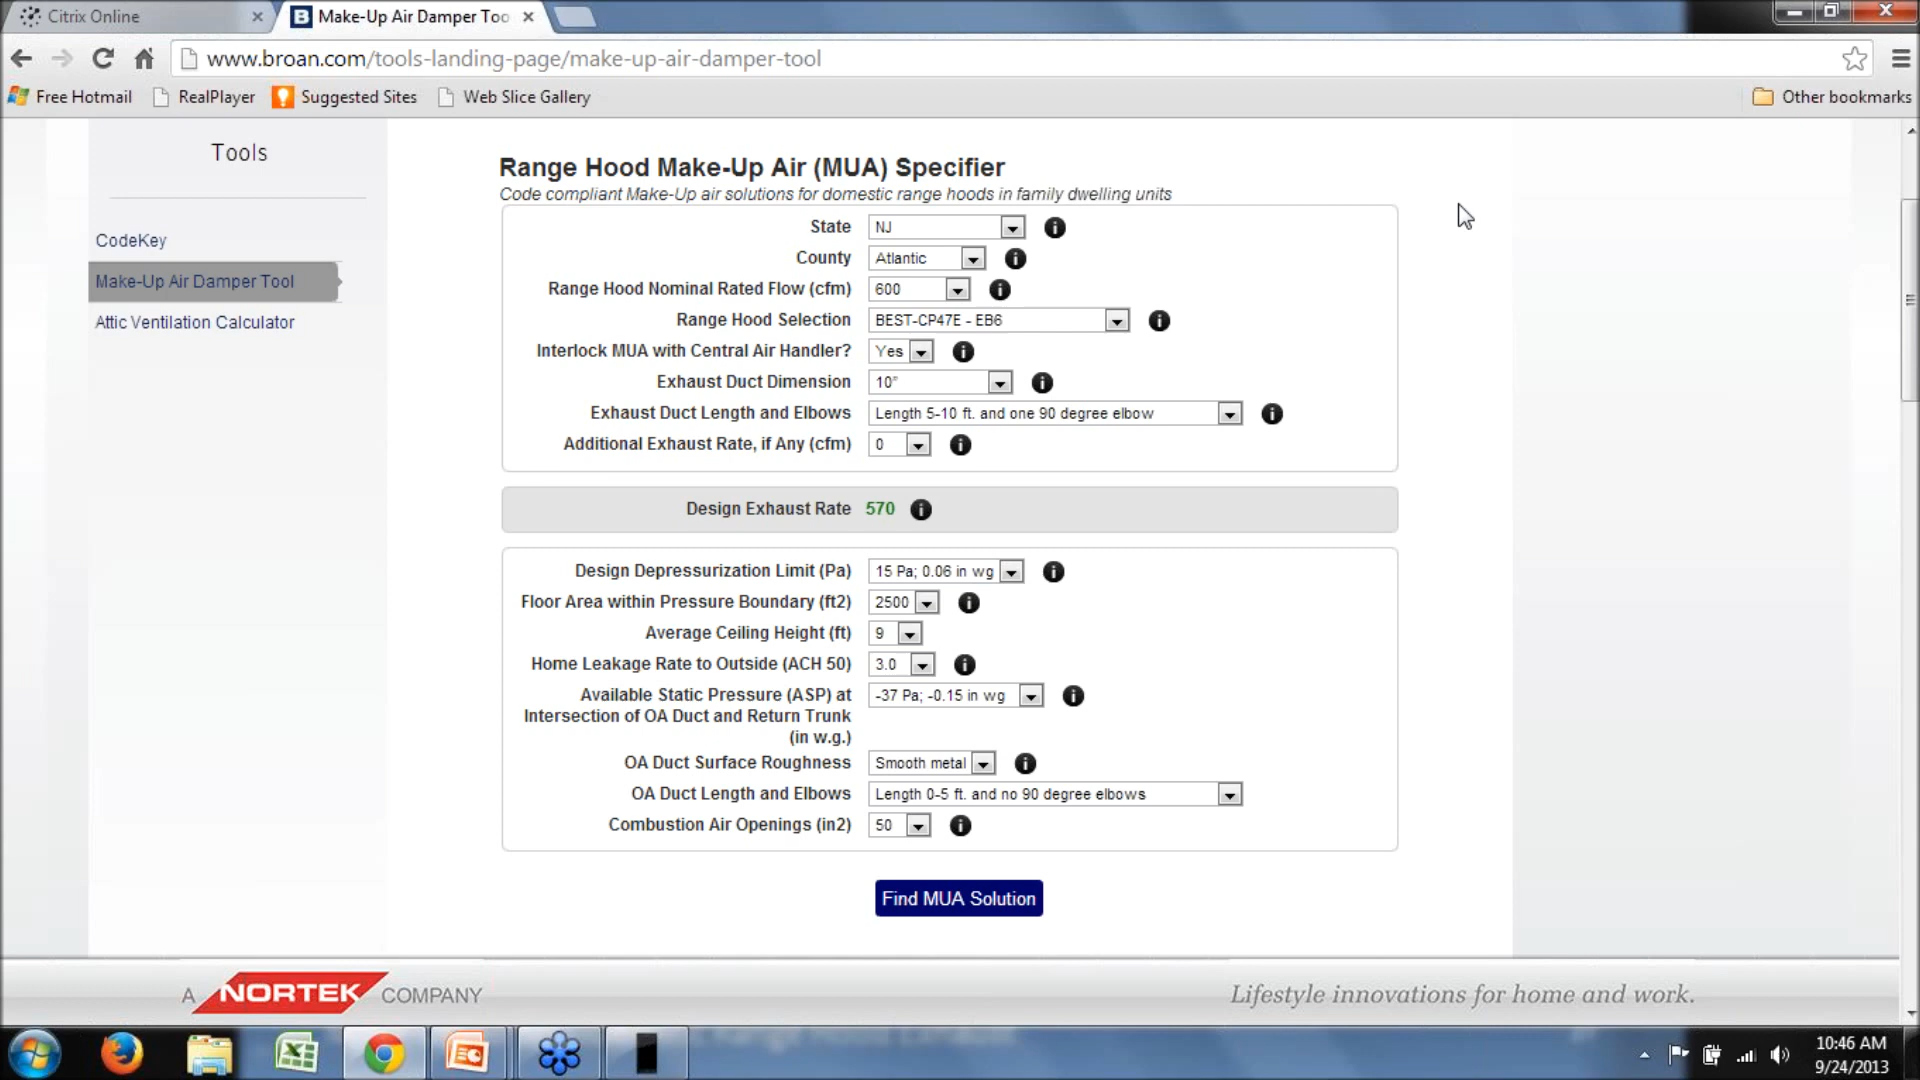 Citrix Online
Make-Up Air Damper Too
www.broan.com/tools-landing-page/make-up-air-damper-tool
Free Hotmail RealPlayer Suggested Sites Web Slice Gallery Other bookmarks
Tools
CodeKey
Make-Up Air Damper Tool
Attic Ventilation Calculator
Range Hood Make-Up Air (MUA) Specifier
Code compliant Make-Up air solutions for domestic range hoods in family dwelling units
State NJ
County Atlantic
Range Hood Nominal Rated Flow (cfm) 600
Range Hood Selection BEST-CP47E - EB6
Interlock MUA with Central Air Handler? Yes
Exhaust Duct Dimension 10"
Exhaust Duct Length and Elbows Length 5-10 ft. and one 90 degree elbow
Additional Exhaust Rate, if Any (cfm) 0
Design Exhaust Rate 570
Design Depressurization Limit (Pa) 15 Pa; 0.06 in wg
Floor Area within Pressure Boundary (ft2) 2500
Average Ceiling Height (ft) 9
Home Leakage Rate to Outside (ACH 50) 3.0
Available Static Pressure (ASP) at -37 Pa; -0.15 in wg
Intersection of OA Duct and Return Trunk
(in w.g.)
OA Duct Surface Roughness Smooth metal
OA Duct Length and Elbows Length 0-5 ft. and no 90 degree elbows
Combustion Air Openings (in2) 50
Find MUA Solution
A NORTEK COMPANY
Lifestyle innovations for home and work.
10:46 AM
9/24/2013